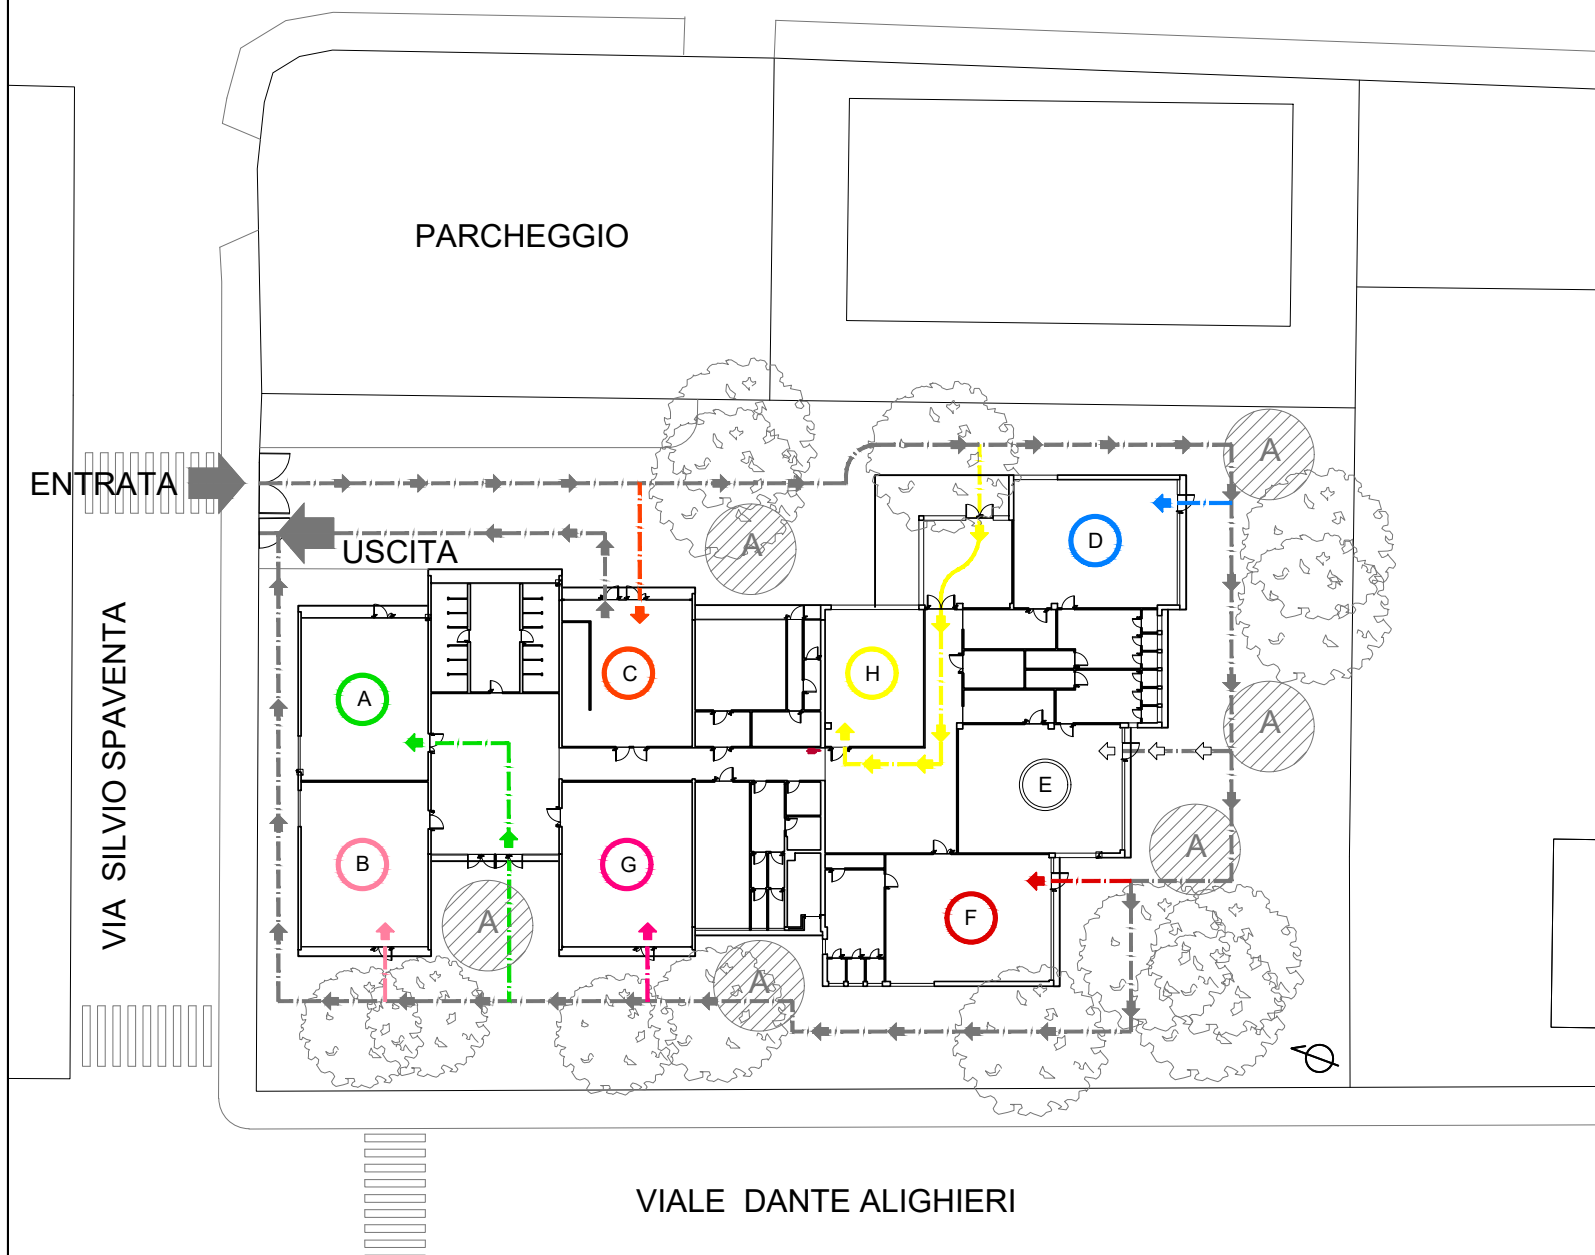 PARCHEGGIO
A
ENTRATA
USCITA
A
D
VIA SILVIO SPAVENTA
C
H
A
A
E
A
B
G
F
A
A
VIALE DANTE ALIGHIERI